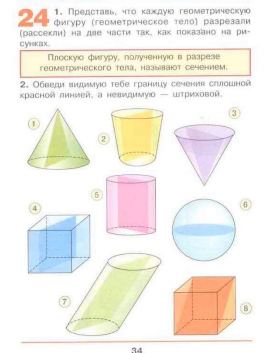 24
1. Представь, что каждую геометрическую
фигуру (геометрическое тело) разрезали
(рассекли) на две части так, как показано на ри-
сунках.
Плоскую фигуру, полученную в разрезе
геометрического тела, называют сечением.
2. Обведи видимую тебе границу сечения сплошной
красной линией, а невидимую — штриховой.
1
2
3
4
5
6
7
8
34